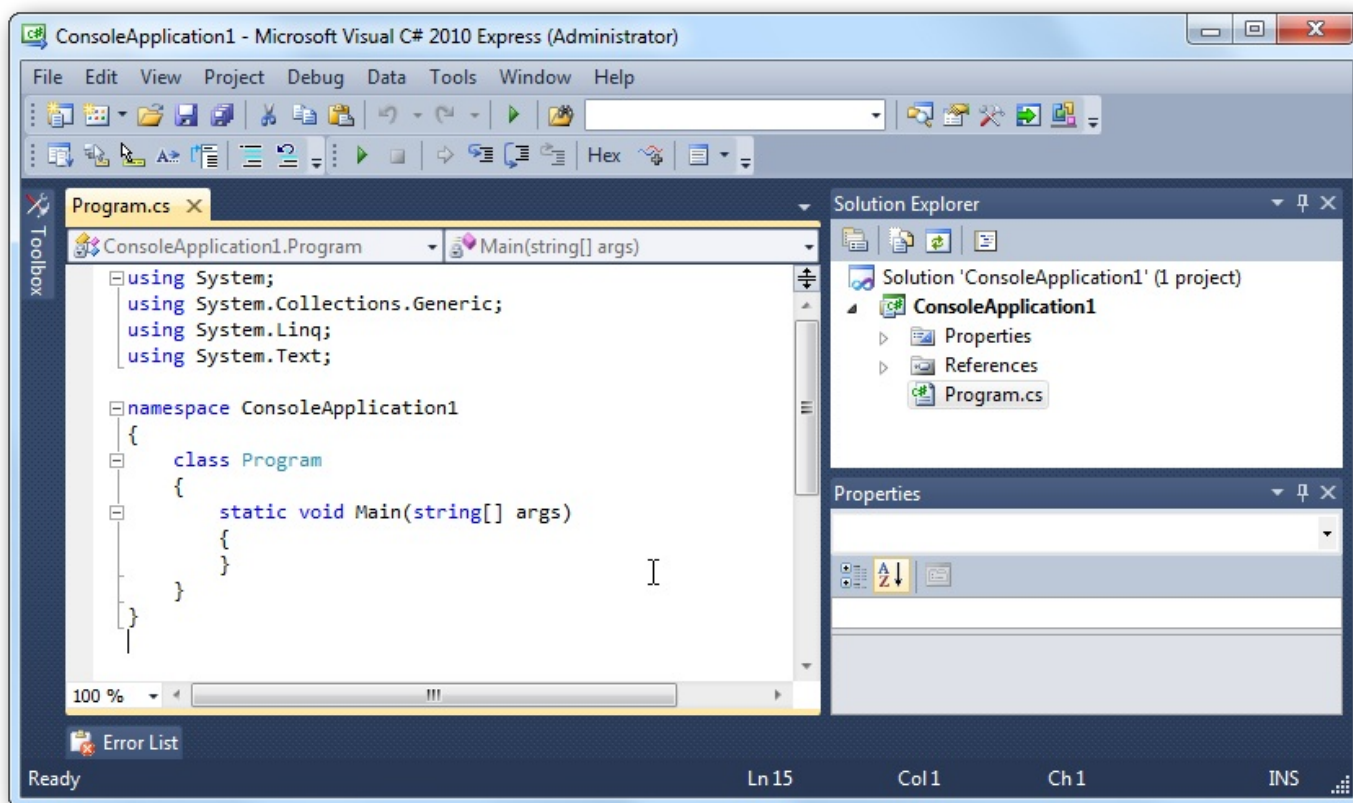 ConsoleApplication1 - Microsoft Visual C# 2010 Express (Administrator)
File Edit View Project Debug Data Tools Window Help
Hex
Toolbox
Program.cs
ConsoleApplication1.Program
Main(string[] args)
using System;
using System.Collections.Generic;
using System.Linq;
using System.Text;
namespace ConsoleApplication1
{
class Program
{
static void Main(string[] args)
{
}
}
}
100 %
Solution Explorer
Solution 'ConsoleApplication1' (1 project)
ConsoleApplication1
Properties
References
Program.cs
Properties
Error List
Ready Ln 15 Col 1 Ch 1 INS